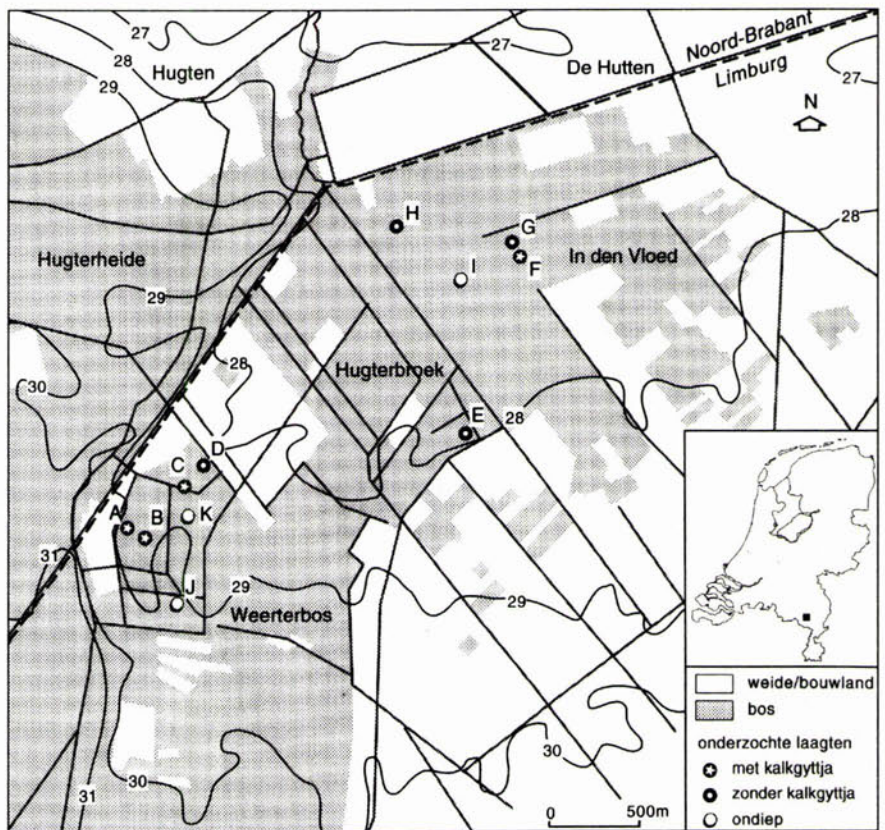 27
28
29
Hugten
27
De Hutten
Noord-Brabant
Limburg
27
N
H
G
F
I
In den Vloed
28
Hugterheide
29
30
28
Hugterbroek
E
28
D
C
K
A
B
J
31
29
Weerterbos
29
30
31
30
0 500m
weide/bouwland
bos
onderzochte laagten
met kalkgyttja
zonder kalkgyttja
ondiep